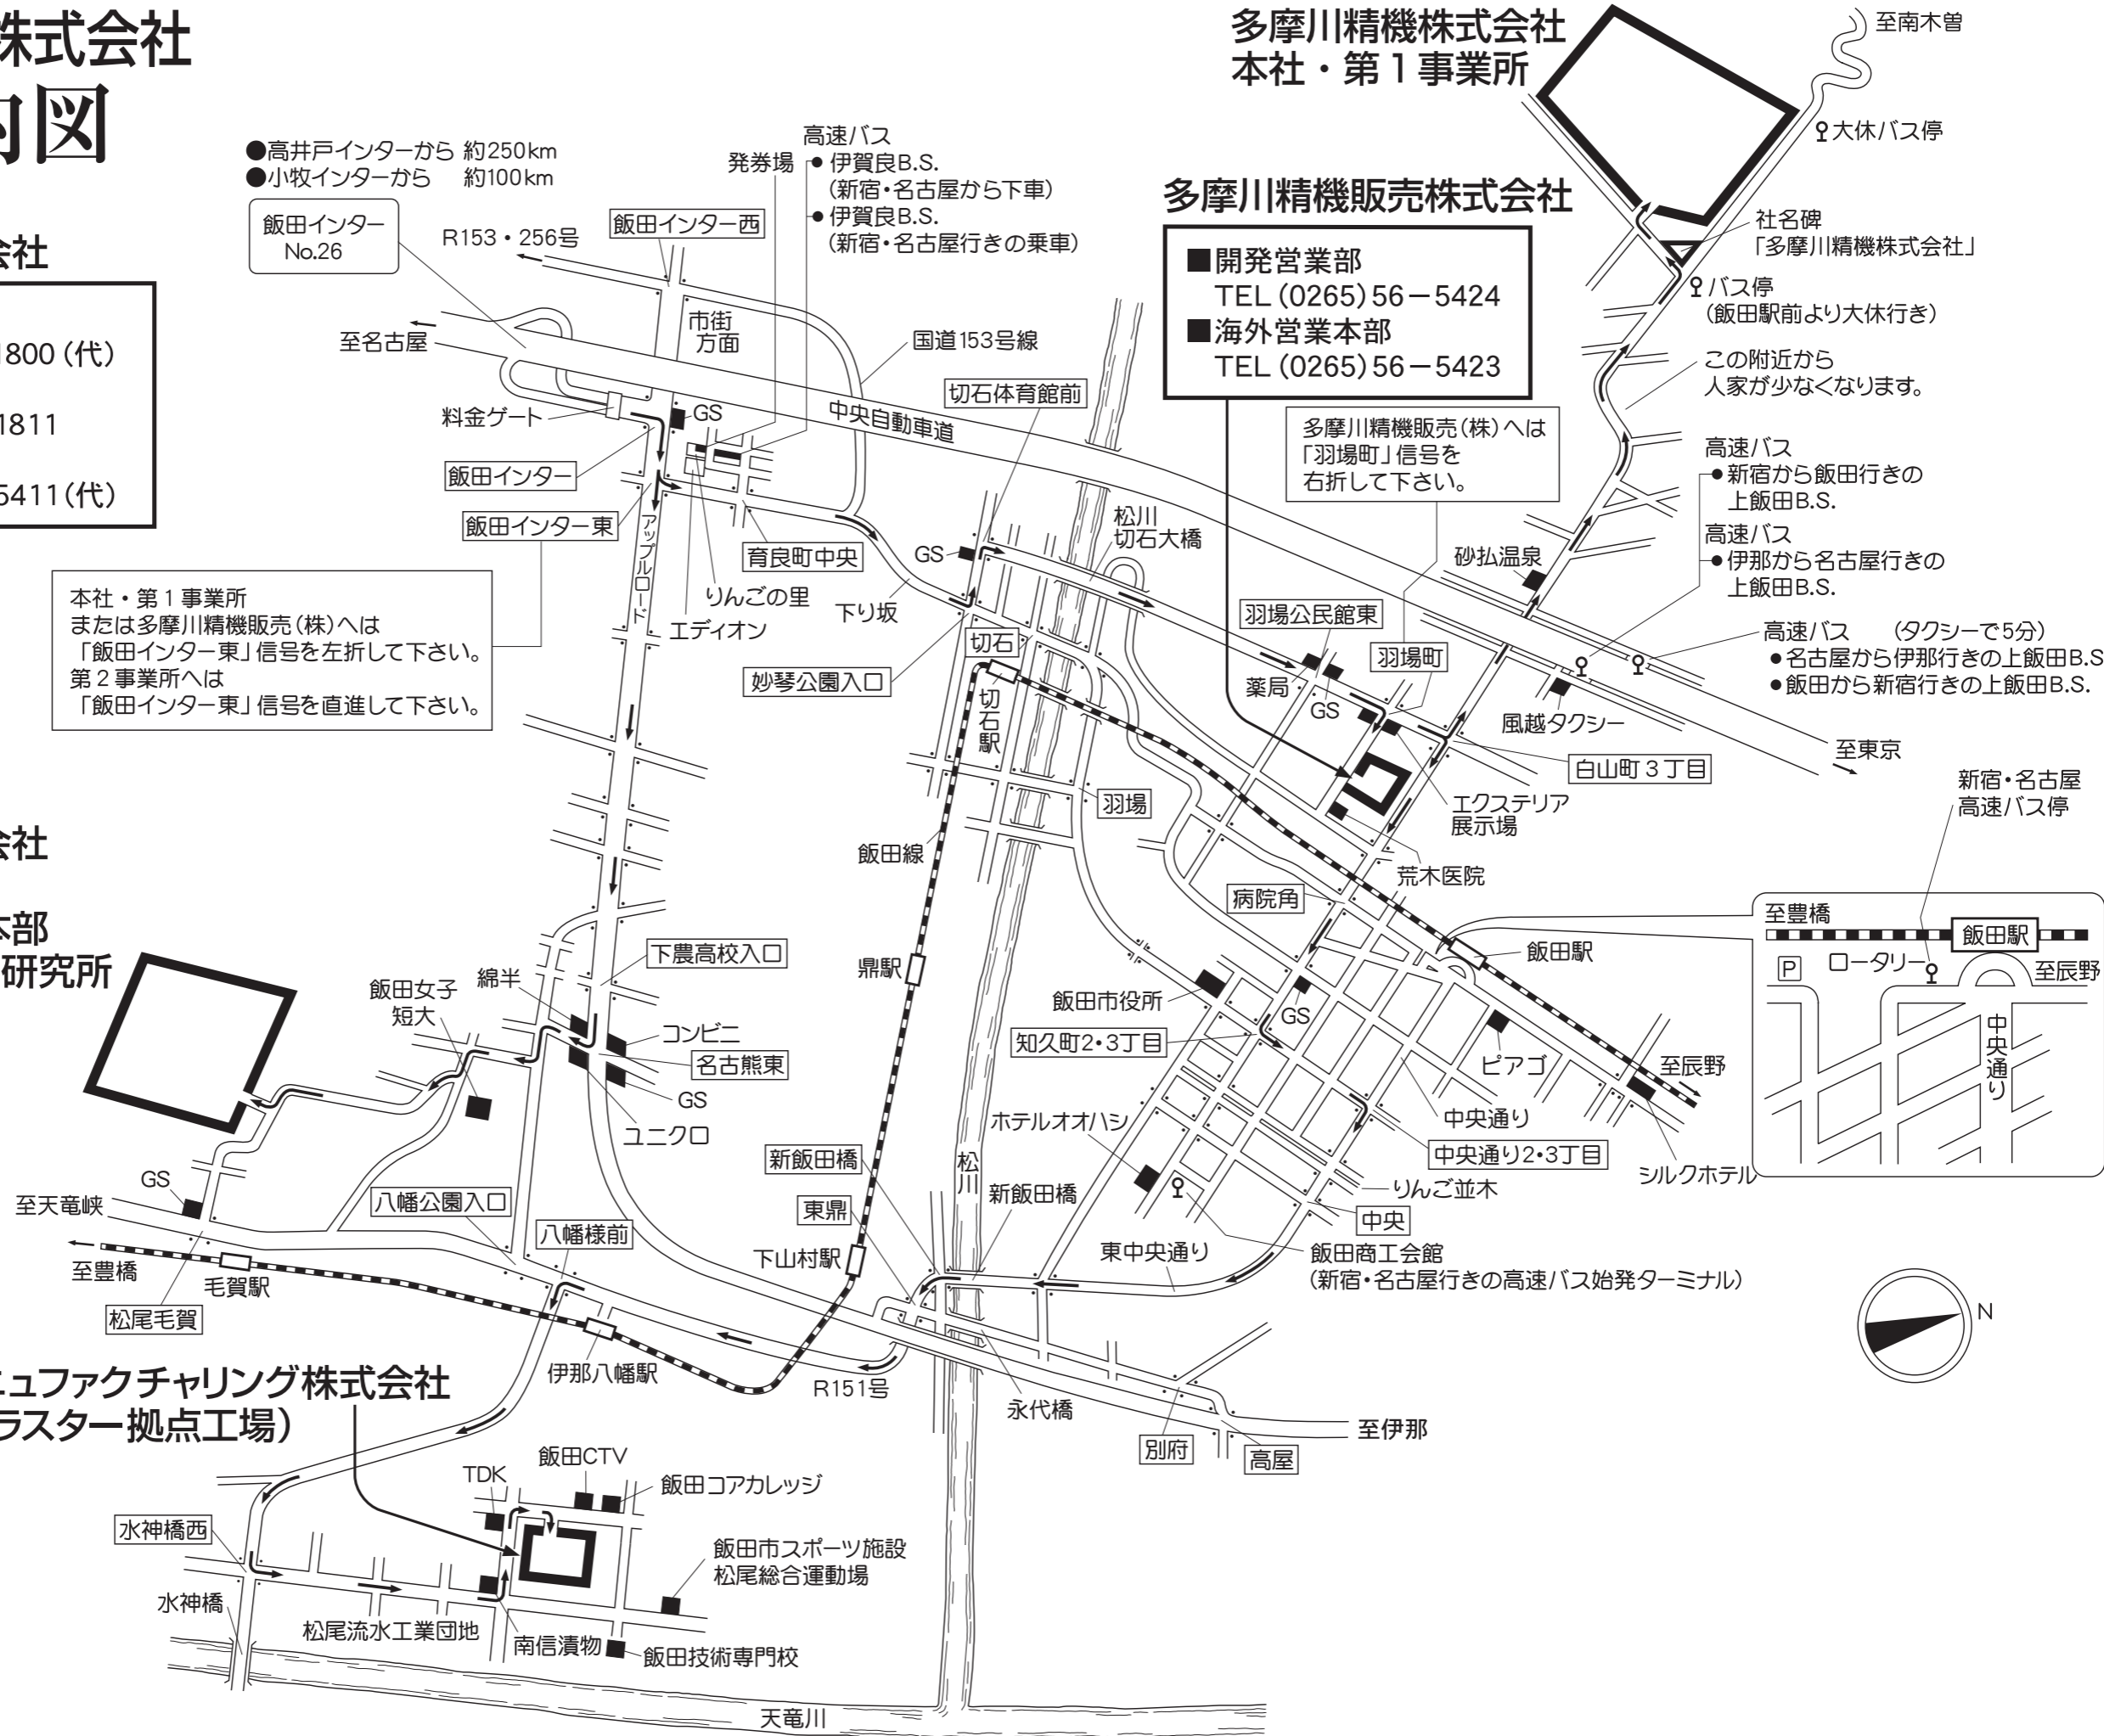 株式会社
内図
会社
1800（代）
1811
5411（代）
●高井戸インターから 約250km
●小牧インターから 約100km
飯田インター
No.26
R153・256号
飯田インター西
発券場
高速バス
●伊賀良B.S.
（新宿・名古屋から下車）
●伊賀良B.S.
（新宿・名古屋行きの乗車）
多摩川精機株式会社
本社・第1事業所
至南木曽
大休バス停
社名碑
「多摩川精機株式会社」
バス停
（飯田駅前より大休行き）
この附近から
人家が少なくなります。
多摩川精機販売株式会社
■開発営業部
TEL（0265）56－5424
■海外営業本部
TEL（0265）56－5423
多摩川精機販売（株）へは
「羽場町」信号を
右折して下さい。
至名古屋
市街
方面
国道153号線
切石体育館前
中央自動車道
料金ゲート
GS
飯田インター
飯田インター東
アップルロード
育良町中央
りんごの里
エディオン
下り坂
GS
松川
切石大橋
本社・第1事業所
または多摩川精機販売（株）へは
「飯田インター東」信号を左折して下さい。
第2事業所へは
「飯田インター東」信号を直進して下さい。
妙琴公園入口
切石
切石駅
羽場公民館東
羽場町
薬局
GS
砂払温泉
高速バス
●新宿から飯田行きの
上飯田B.S.
高速バス
●伊那から名古屋行きの
上飯田B.S.
高速バス （タクシーで5分）
●名古屋から伊那行きの上飯田B.S
●飯田から新宿行きの上飯田B.S.
風越タクシー
至東京
白山町3丁目
エクステリア
展示場
荒木医院
羽場
飯田線
病院角
新宿・名古屋
高速バス停
至豊橋
飯田駅
P
ロータリー
至辰野
中央通り
会社
本部
研究所
飯田女子
短大
綿半
下農高校入口
コンビニ
名古熊東
GS
ユニクロ
鼎駅
飯田市役所
知久町2・3丁目
GS
飯田駅
ピアゴ
至辰野
中央通り
中央通り2・3丁目
シルクホテル
りんご並木
中央
ホテルオオハシ
新飯田橋
松川
新飯田橋
東鼎
下山村駅
東中央通り
飯田商工会館
（新宿・名古屋行きの高速バス始発ターミナル）
N
GS
至天竜峡
八幡公園入口
八幡様前
至豊橋
毛賀駅
松尾毛賀
伊那八幡駅
R151号
永代橋
別府
高屋
至伊那
ニュファクチャリング株式会社
ラスター拠点工場）
TDK
飯田CTV
飯田コアカレッジ
水神橋西
飯田市スポーツ施設
松尾総合運動場
水神橋
松尾流水工業団地
南信漬物
飯田技術専門校
天竜川